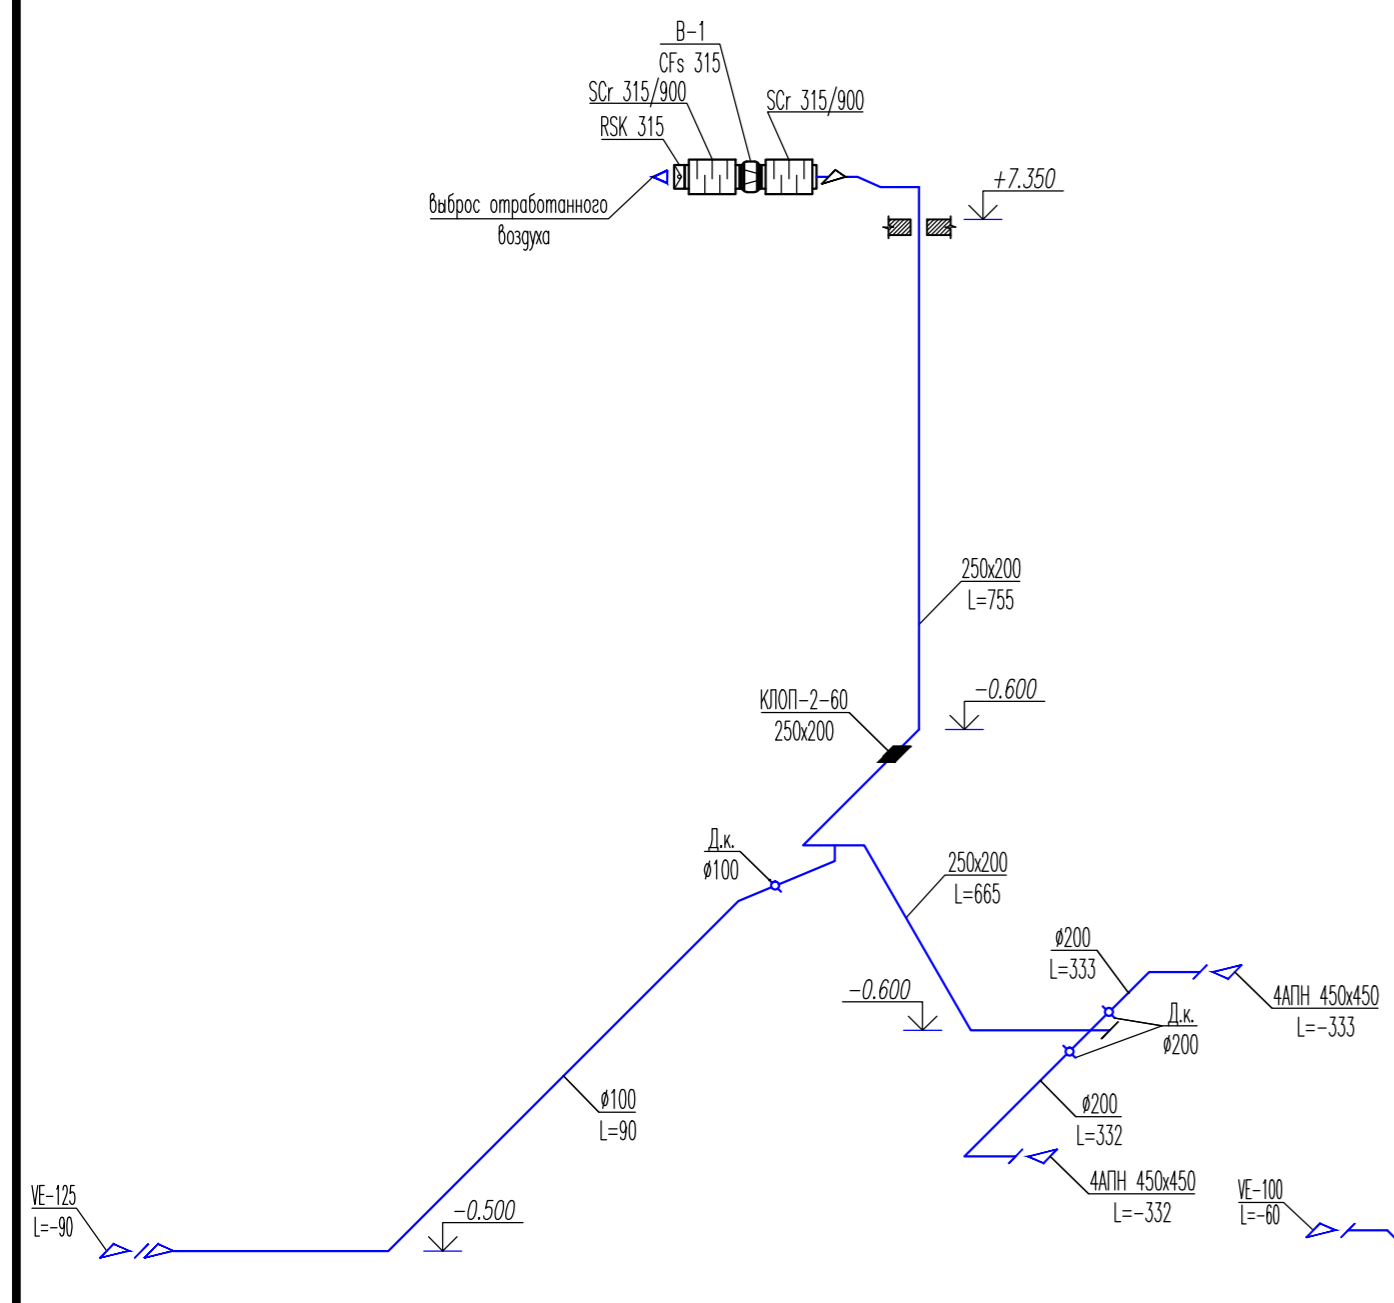 В-1
CFs 315
SCr 315/900
SCr 315/900
RSK 315
+7.350
выброс отработанного
воздуха
250х200
L=755
-0.600
КЛОП-2-60
250х200
Д.к.
ø100
250х200
L=665
ø200
L=333
-0.600
4АПН 450х450
L=-333
Д.к.
ø200
ø100
L=90
ø200
L=332
4АПН 450х450
L=-332
VE-125
L=-90
-0.500
VE-100
L=-60